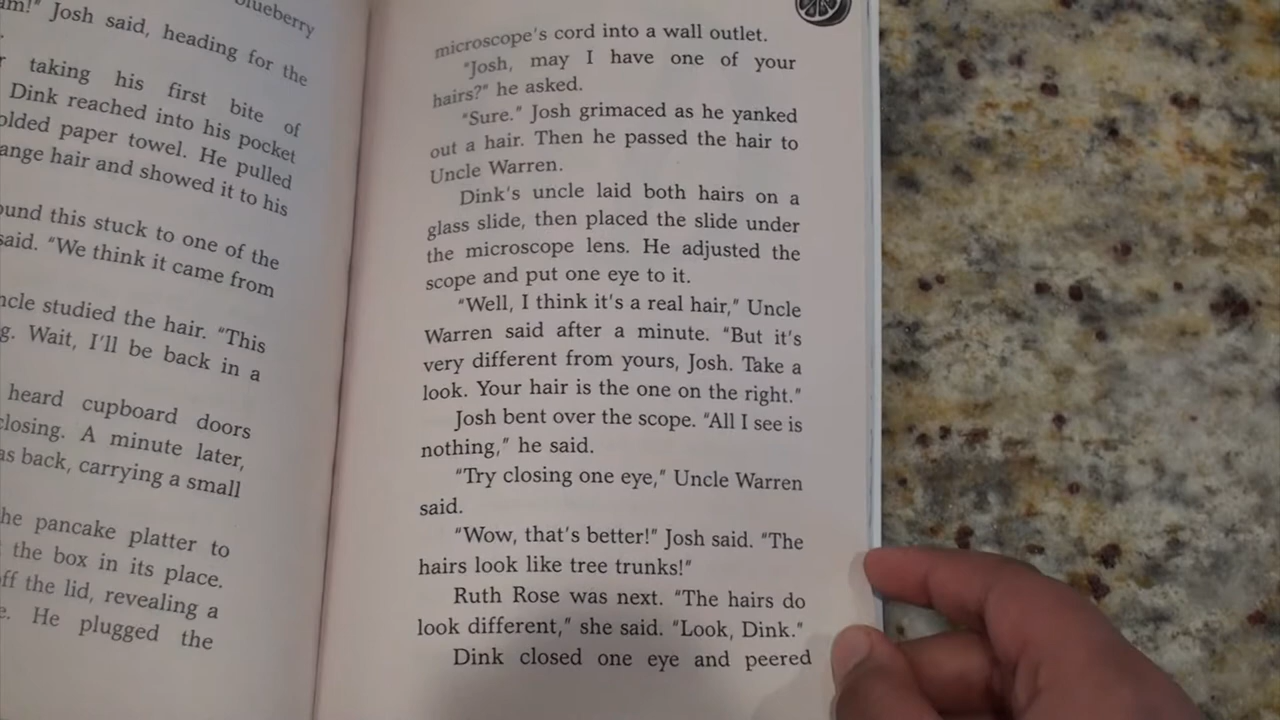 blueberry
Josh said, heading for the
taking his first bite of
Dink reached into his pocket
paper towel. He pulled
hair and showed it to his
this stuck to one of the
said. "We think it came from
studied the hair. "This
Wait, I'll be back in a
heard cupboard doors
closing. A minute later,
back, carrying a small
pancake platter to
the box in its place.
the lid, revealing a
He plugged the
microscope's cord into a wall outlet.
"Josh, may I have one of your
hairs?" he asked.
"Sure." Josh grimaced as he yanked
out a hair. Then he passed the hair to
Uncle Warren.
Dink's uncle laid both hairs on a
glass slide, then placed the slide under
the microscope lens. He adjusted the
scope and put one eye to it.
"Well, I think it's a real hair," Uncle
Warren said after a minute. "But it's
very different from yours, Josh. Take a
look. Your hair is the one on the right."
Josh bent over the scope. "All I see is
nothing," he said.
"Try closing one eye," Uncle Warren
said.
"Wow, that's better!" Josh said. "The
hairs look like tree trunks!"
Ruth Rose was next. "The hairs do
look different," she said. "Look, Dink."
Dink closed one eye and peered